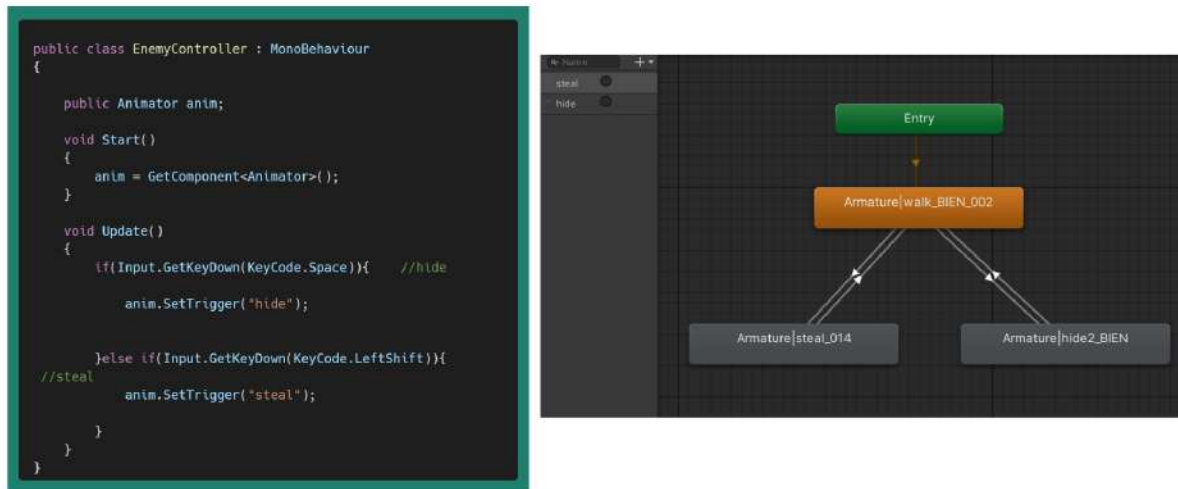 public class EnemyController : MonoBehaviour
{
public Animator anim;
void Start()
{
anim = GetComponent<Animator>();
}
void Update()
{
if(Input.GetKeyDown(KeyCode.Space)){ //hide
anim.SetTrigger("hide");
}else if(Input.GetKeyDown(KeyCode.LeftShift)){
//steal
anim.SetTrigger("steal");
}
}
}
Name
steal
hide
Entry
Armature|walk_BIEN_002
Armature|steal_014
Armature|hide2_BIEN